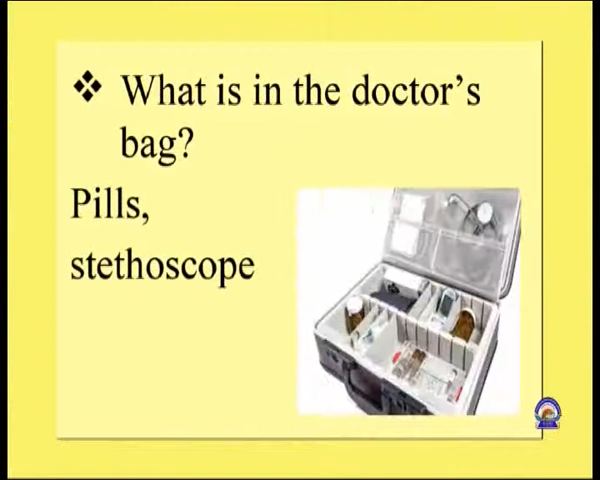 ❖ What is in the doctor's
bag?
Pills,
stethoscope